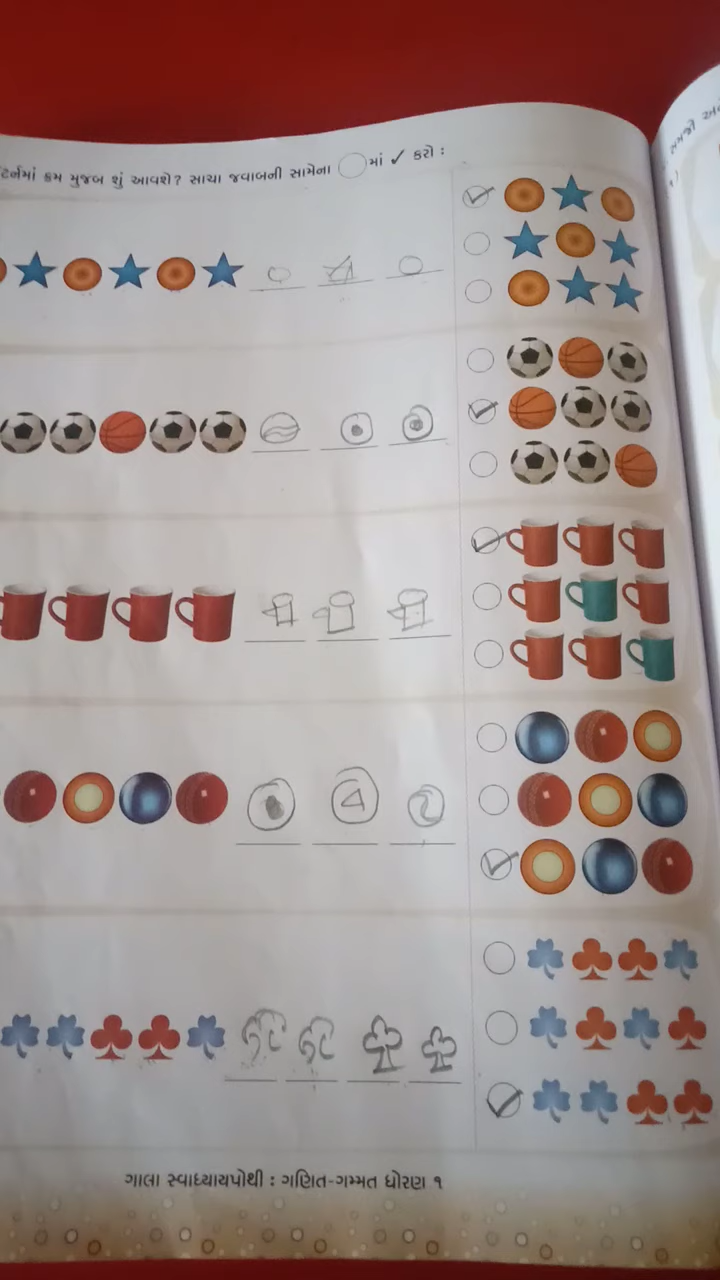 પેટર્નમાં ક્રમ મુજબ શું આવશે? સાચા જવાબની સામેના ◯ માં ✓ કરો :
ગાલા સ્વાધ્યાયપોથી : ગણિત-ગમ્મત ધોરણ ૧